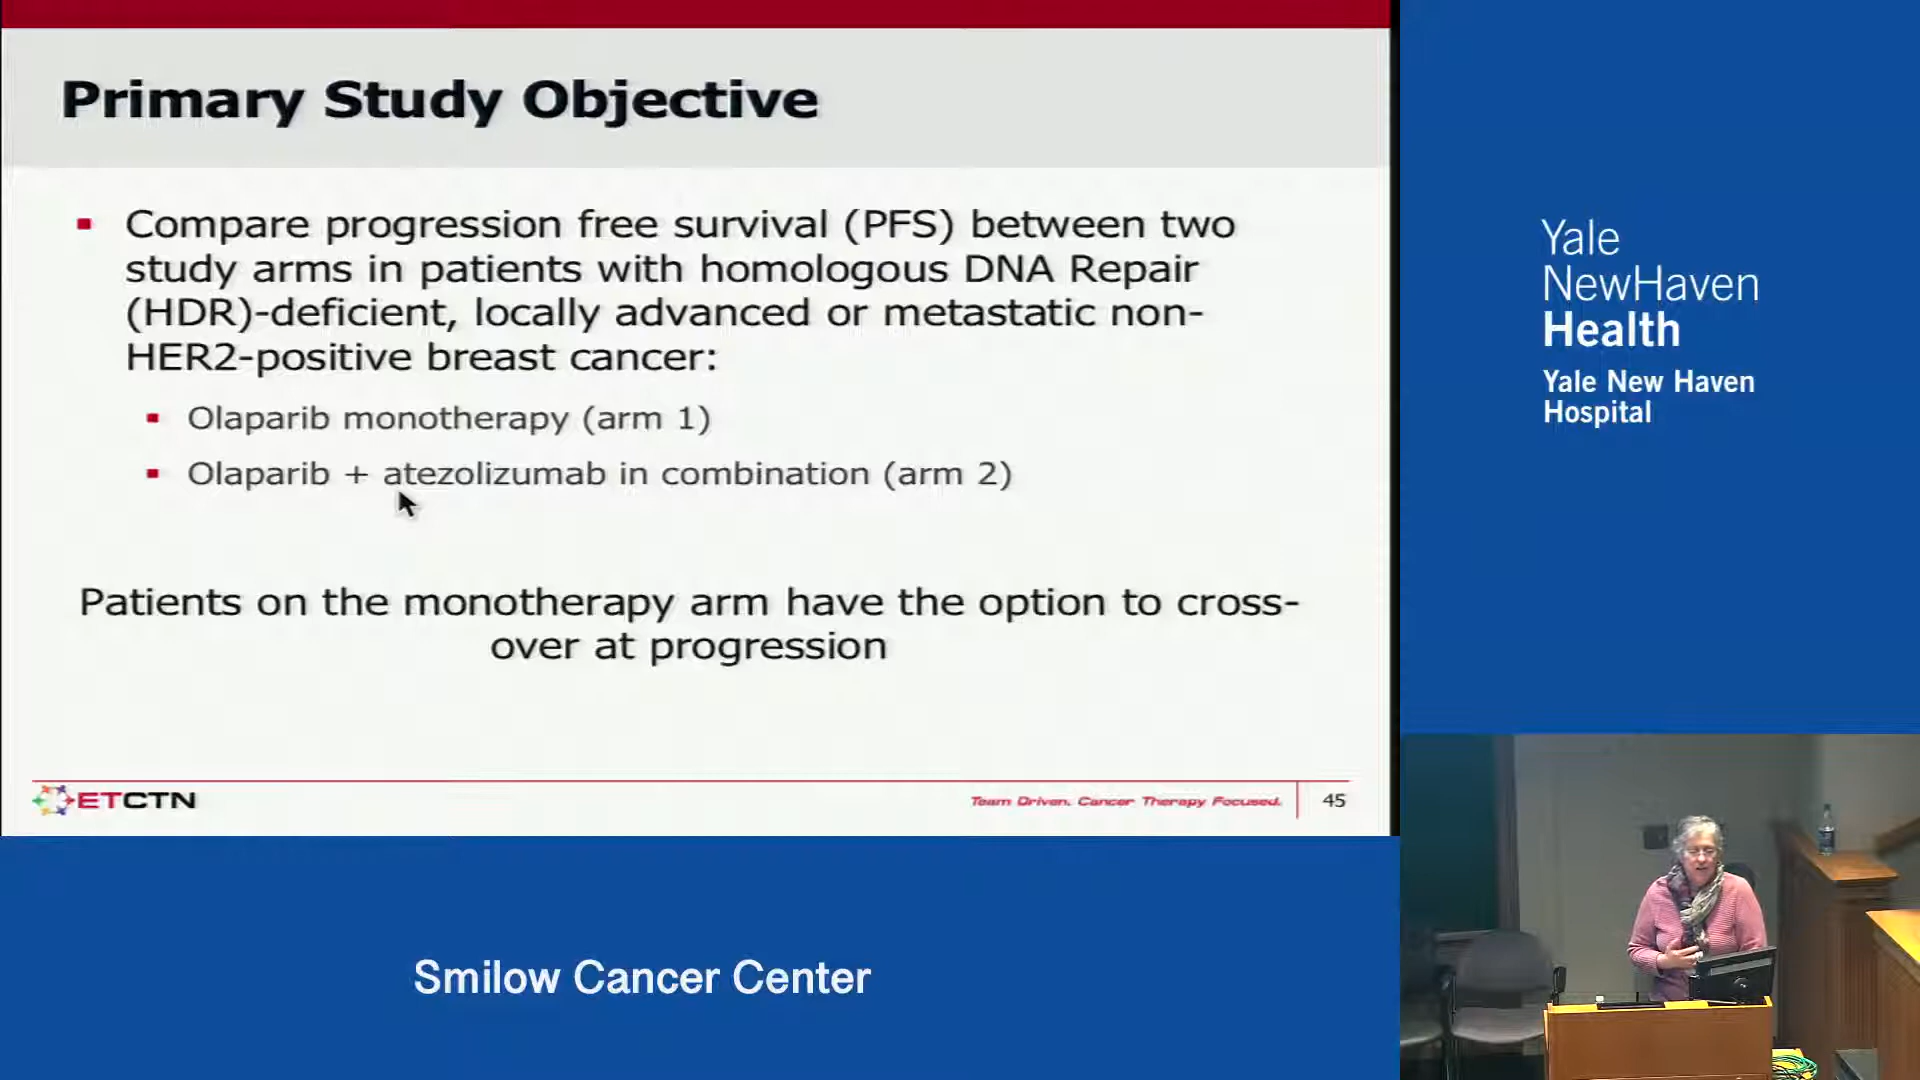 Primary Study Objective
Compare progression free survival (PFS) between two
study arms in patients with homologous DNA Repair
(HDR)-deficient, locally advanced or metastatic non-
HER2-positive breast cancer:
Olaparib monotherapy (arm 1)
Olaparib + atezolizumab in combination (arm 2)
Patients on the monotherapy arm have the option to cross-
over at progression
ETCTN
Team Driven. Cancer Therapy Focused.
45
Yale
NewHaven
Health
Yale New Haven
Hospital
Smilow Cancer Center